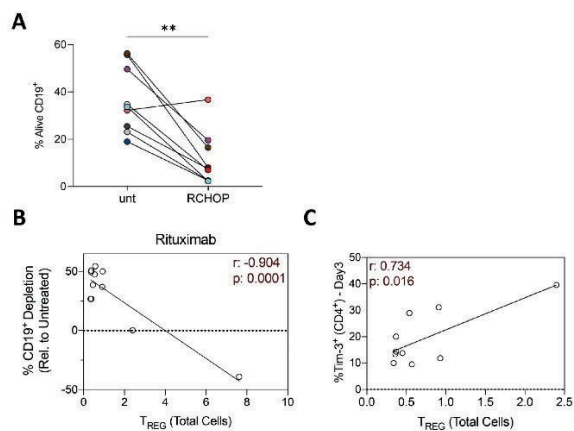 A
**
60
40
20
0
% Alive CD19+
unt
RCHOP
B
Rituximab
r: -0.904
p: 0.0001
50
0
-50
% CD19+ Depletion
(Rel. to Untreated)
0
2
4
6
8
10
TREG (Total Cells)
C
r: 0.734
p: 0.016
40
30
20
10
0
%Tim-3+ (CD4+) - Day3
0.0
0.5
1.0
1.5
2.0
2.5
TREG (Total Cells)